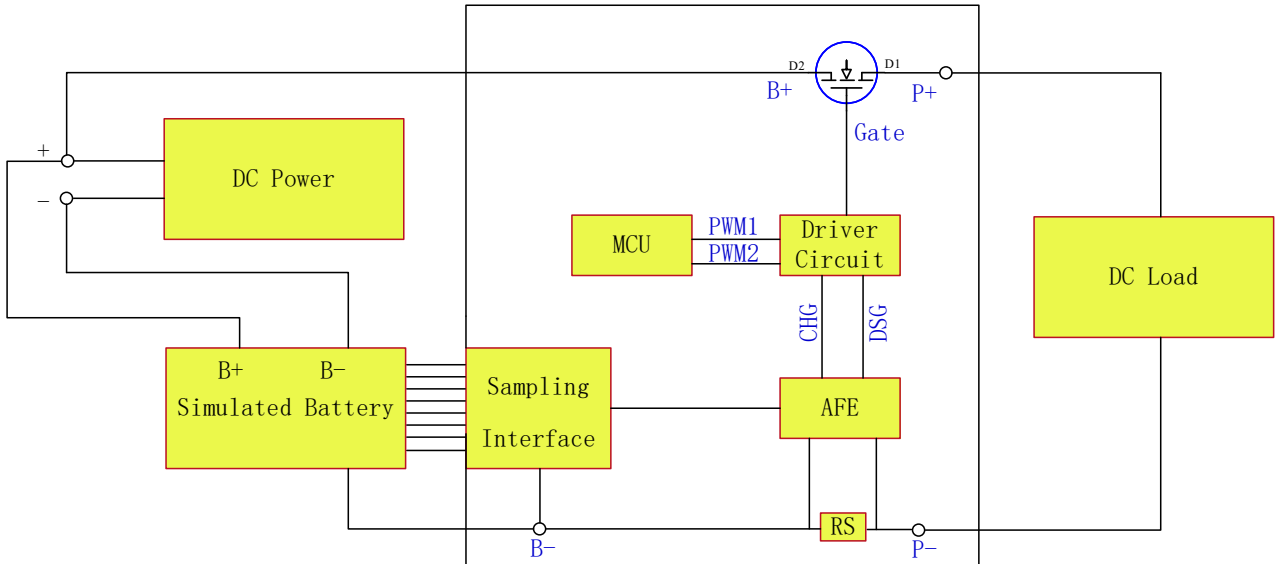 D2
D1
B+
P+
Gate
+
DC Power
−
MCU
PWM1
PWM2
Driver
Circuit
DC Load
CHG
DSG
B+
B-
Simulated Battery
Sampling
Interface
AFE
RS
B-
P-